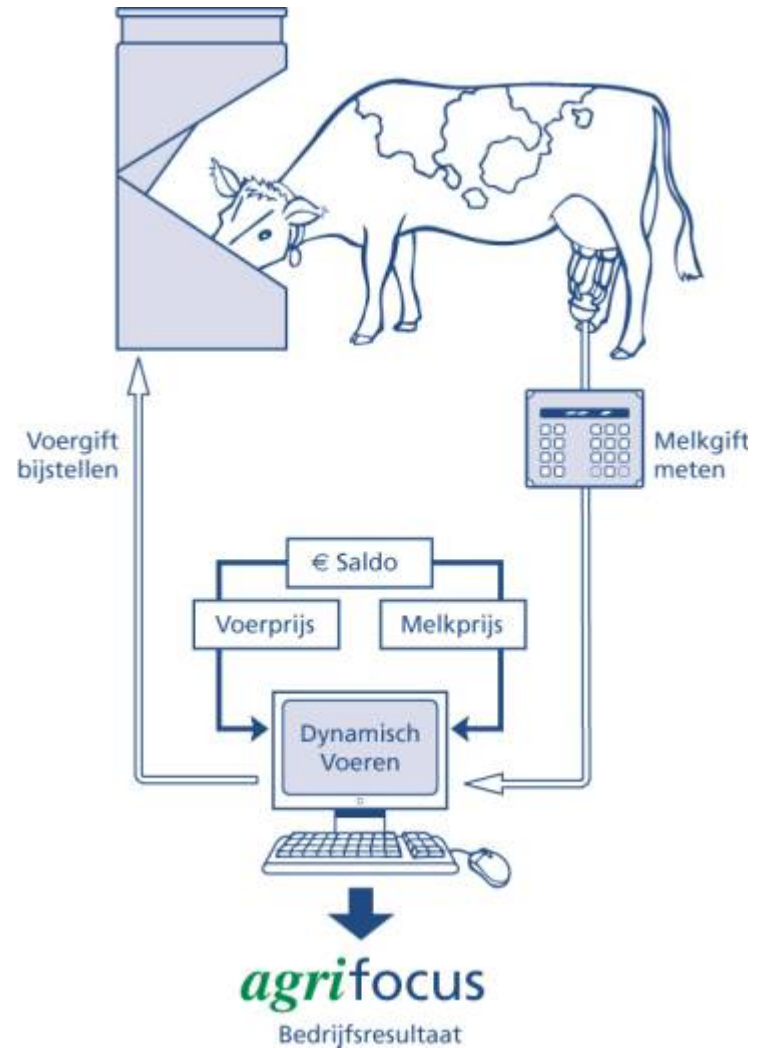 Voergift
bijstellen
Melkgift
meten
€ Saldo
Voerprijs
Melkprijs
Dynamisch
Voeren
agrifocus
Bedrijfsresultaat